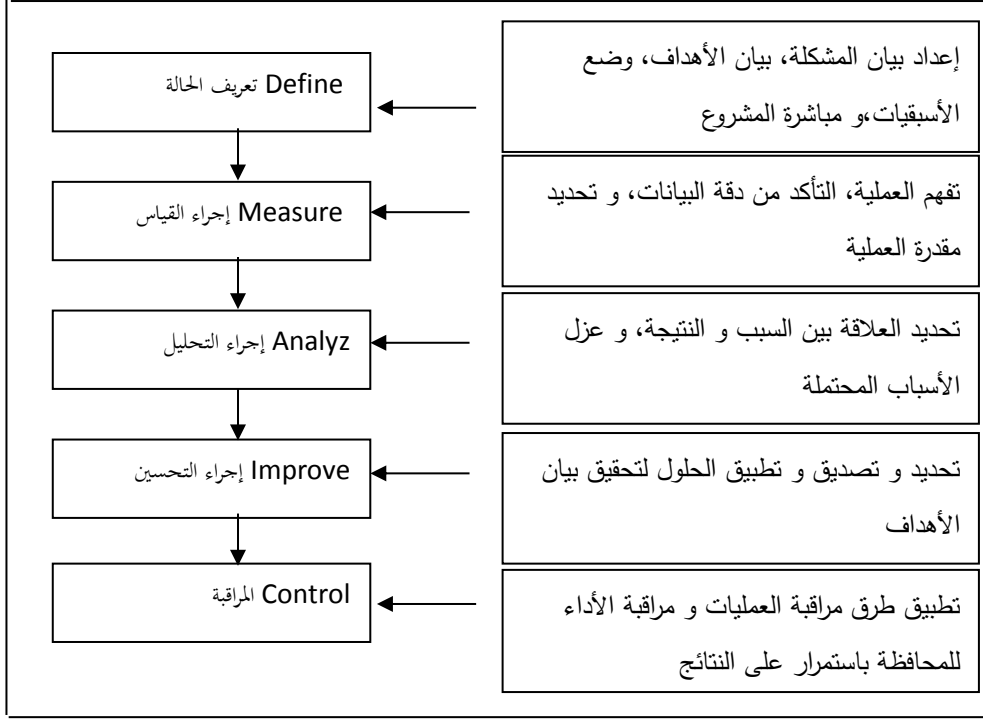 إعداد بيان المشكلة، بيان الأهداف، وضع
الأسبقيات،و مباشرة المشروع
Define تعريف الحالة
تفهم العملية، التأكد من دقة البيانات، و تحديد
مقدرة العملية
Measure إجراء القياس
تحديد العلاقة بين السبب و النتيجة، و عزل
الأسباب المحتملة
Analyz إجراء التحليل
تحديد و تصديق و تطبيق الحلول لتحقيق بيان
الأهداف
Improve إجراء التحسين
تطبيق طرق مراقبة العمليات و مراقبة الأداء
للمحافظة باستمرار على النتائج
Control المراقبة